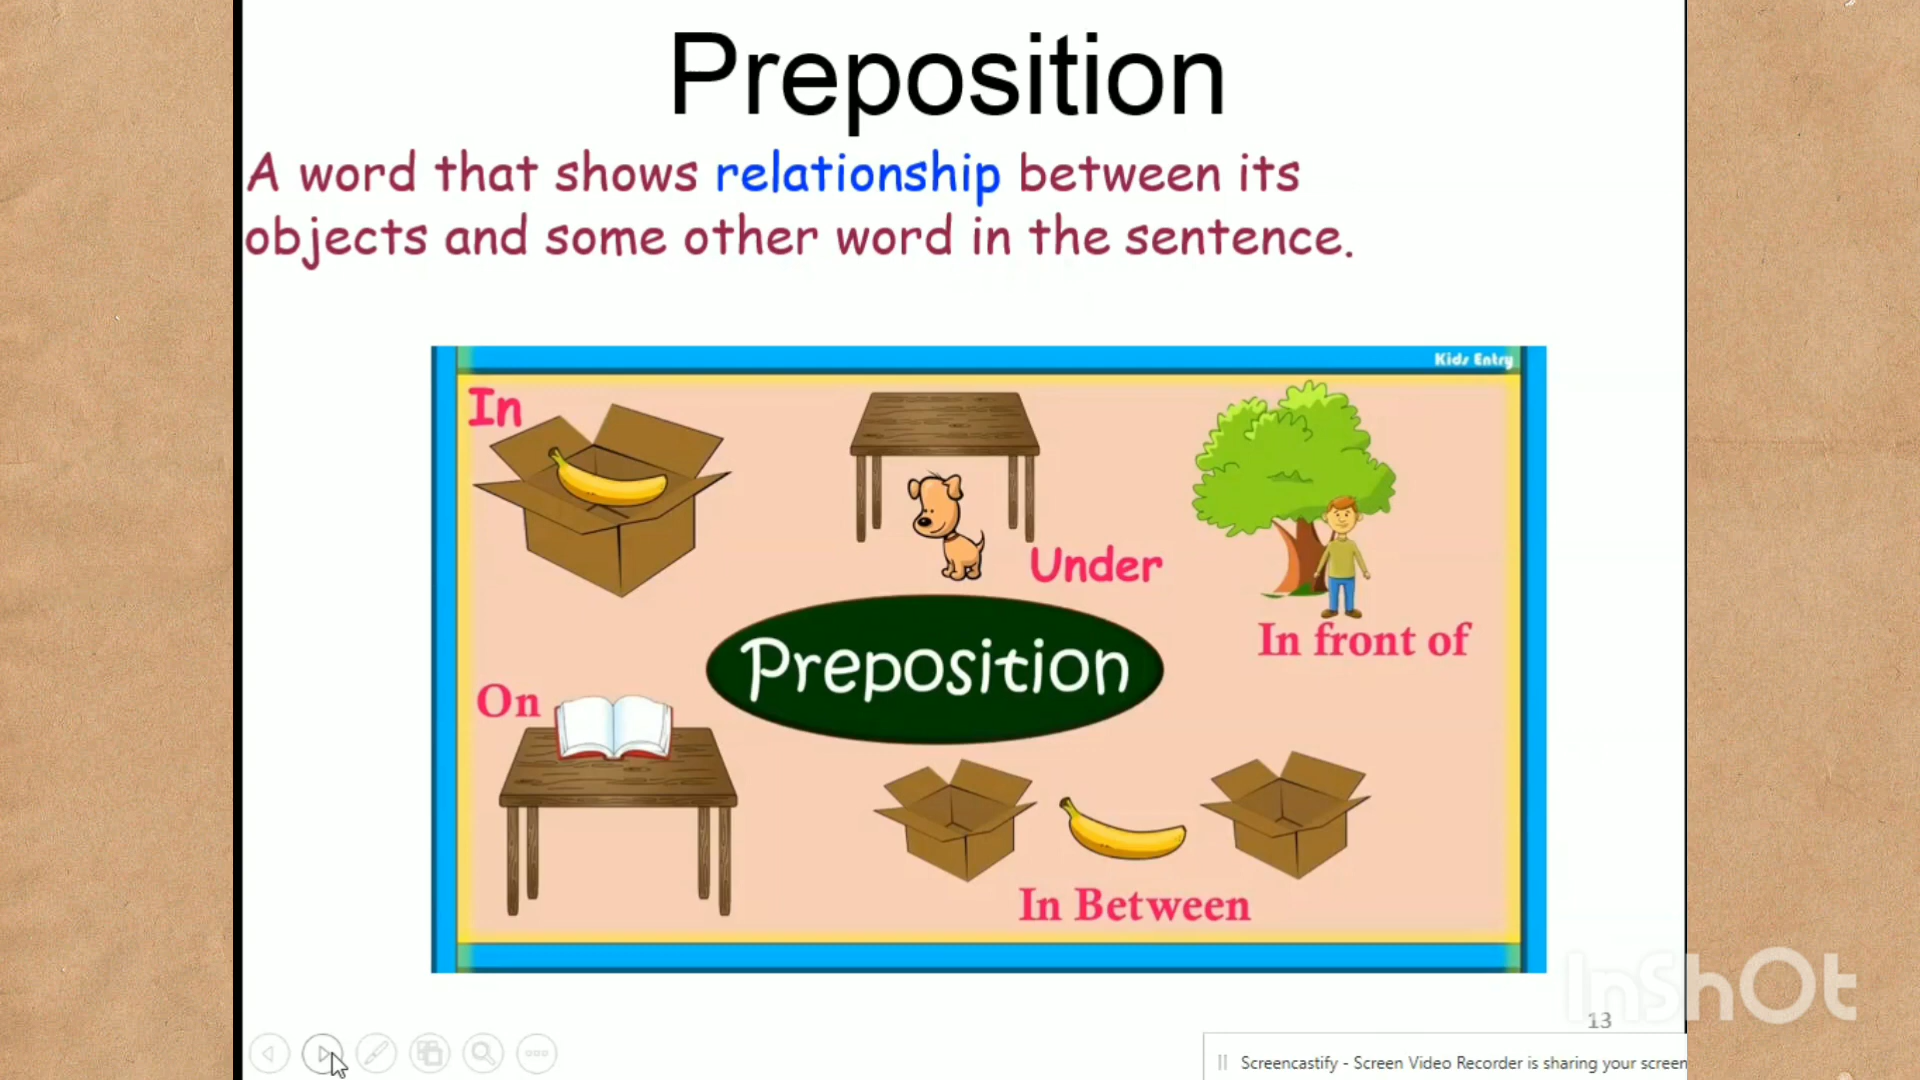 Preposition
A word that shows relationship between its
objects and some other word in the sentence.
Kids Entry
In
Under
In front of
Preposition
On
In Between
InShOt
13
Screencastify - Screen Video Recorder is sharing your screen